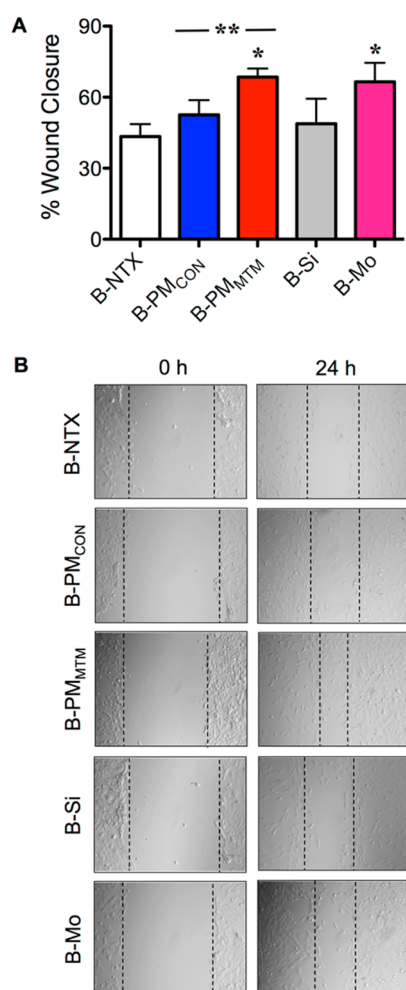 A
**
*
*
% Wound Closure
90
60
30
0
B-NTX
B-PMCON
B-PMMTM
B-Si
B-Mo
B
0 h
24 h
B-NTX
B-PMCON
B-PMMTM
B-Si
B-Mo